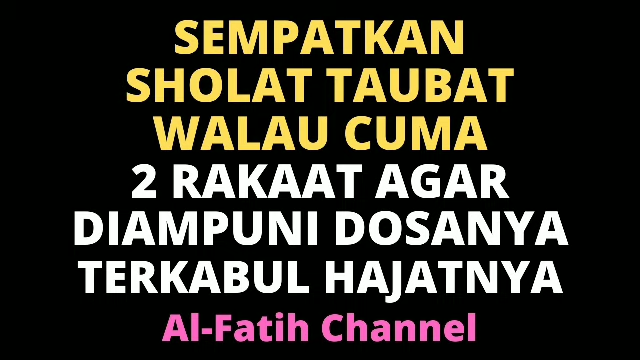 SEMPATKAN
SHOLAT TAUBAT
WALAU CUMA
2 RAKAAT AGAR
DIAMPUNI DOSANYA
TERKABUL HAJATNYA
Al-Fatih Channel